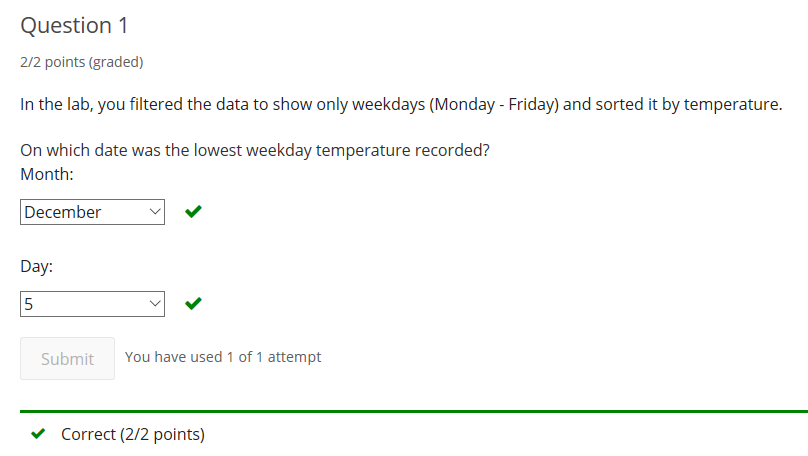 Question 1
2/2 points (graded)
In the lab, you filtered the data to show only weekdays (Monday - Friday) and sorted it by temperature.
On which date was the lowest weekday temperature recorded?
Month:
December
Day:
5
Submit
You have used 1 of 1 attempt
Correct (2/2 points)